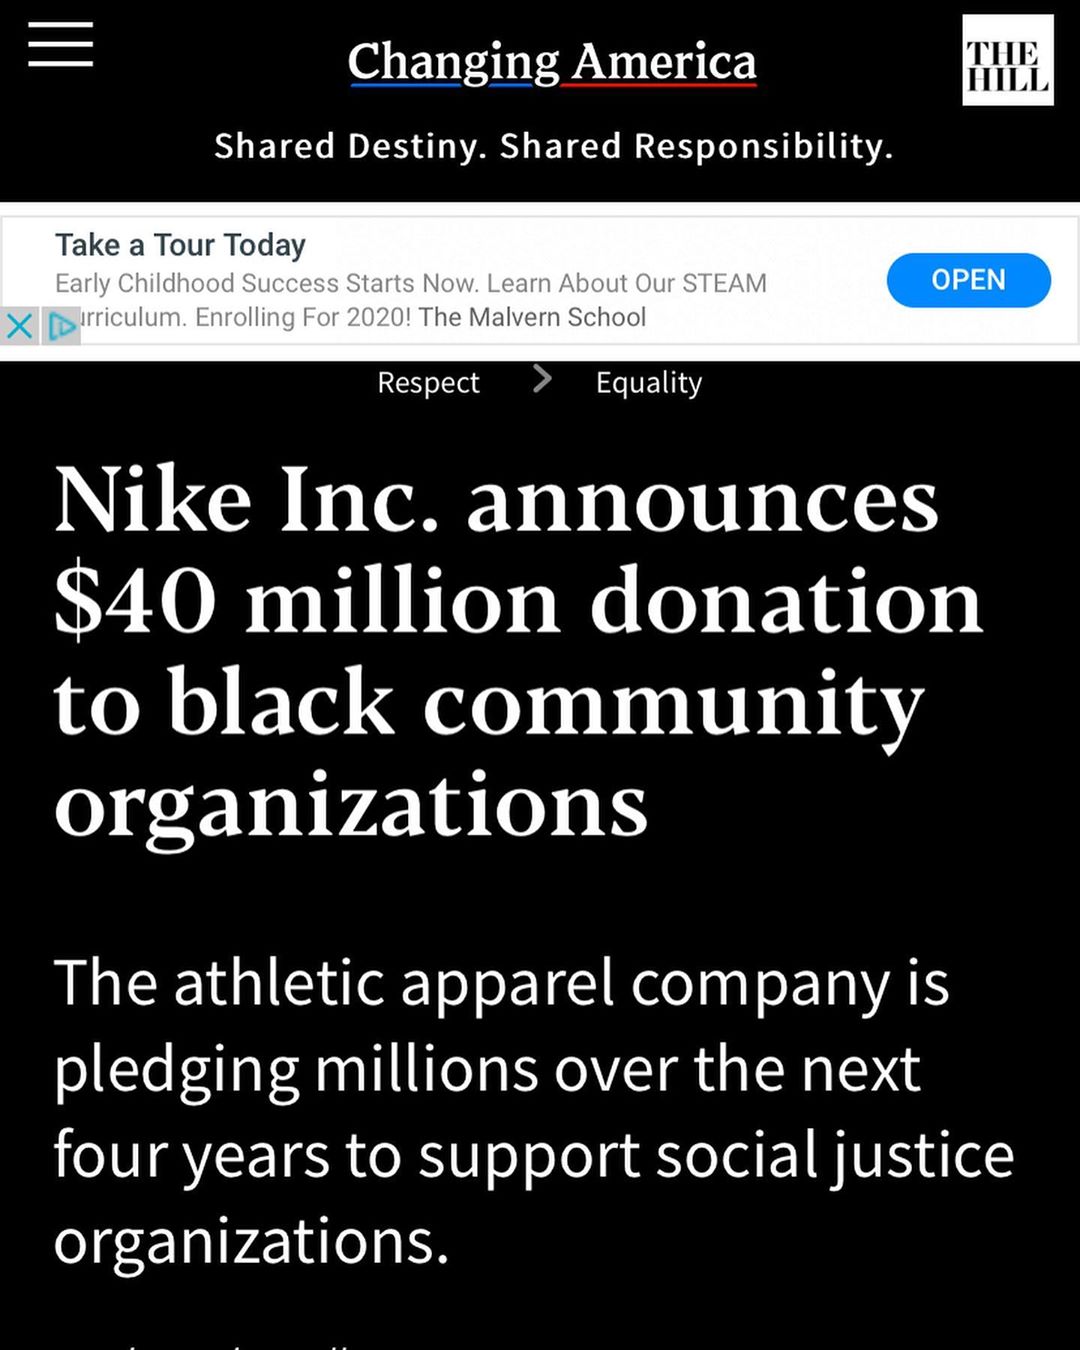 Changing America
THE
HILL
Shared Destiny. Shared Responsibility.
Take a Tour Today
Early Childhood Success Starts Now. Learn About Our STEAM
urriculum. Enrolling For 2020! The Malvern School
OPEN
Respect > Equality
Nike Inc. announces
$40 million donation
to black community
organizations
The athletic apparel company is
pledging millions over the next
four years to support social justice
organizations.